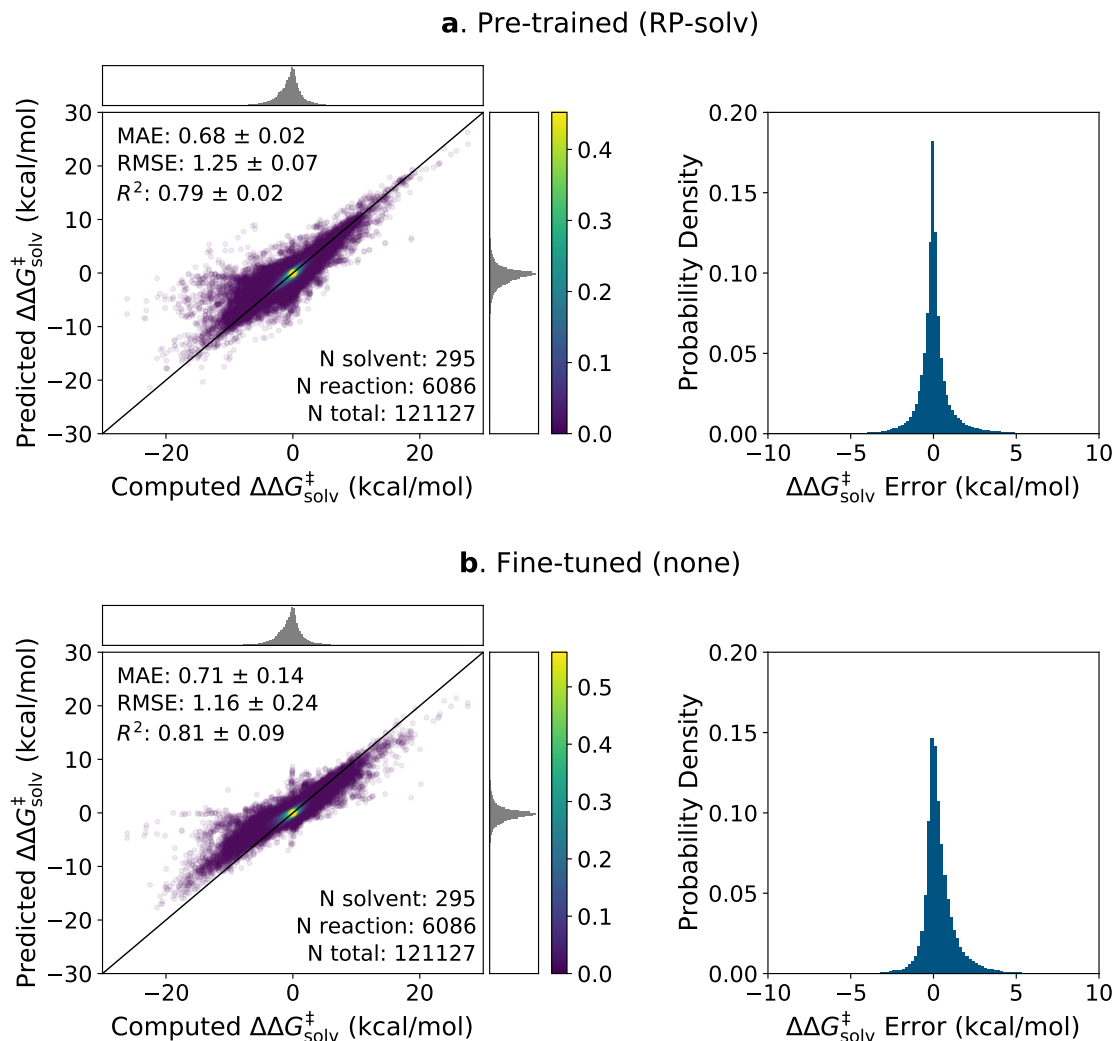 a. Pre-trained (RP-solv)
30
20
10
0
−10
−20
−30
−20
0
20
Predicted ΔΔG‡solv (kcal/mol)
Computed ΔΔG‡solv (kcal/mol)
MAE: 0.68 ± 0.02
RMSE: 1.25 ± 0.07
R²: 0.79 ± 0.02
N solvent: 295
N reaction: 6086
N total: 121127
0.4
0.3
0.2
0.1
0.0
Probability Density
0.20
0.15
0.10
0.05
0.00
−10
−5
0
5
10
ΔΔG‡solv Error (kcal/mol)
b. Fine-tuned (none)
30
20
10
0
−10
−20
−30
−20
0
20
Predicted ΔΔG‡solv (kcal/mol)
Computed ΔΔG‡solv (kcal/mol)
MAE: 0.71 ± 0.14
RMSE: 1.16 ± 0.24
R²: 0.81 ± 0.09
N solvent: 295
N reaction: 6086
N total: 121127
0.5
0.4
0.3
0.2
0.1
0.0
Probability Density
0.20
0.15
0.10
0.05
0.00
−10
−5
0
5
10
ΔΔG‡solv Error (kcal/mol)